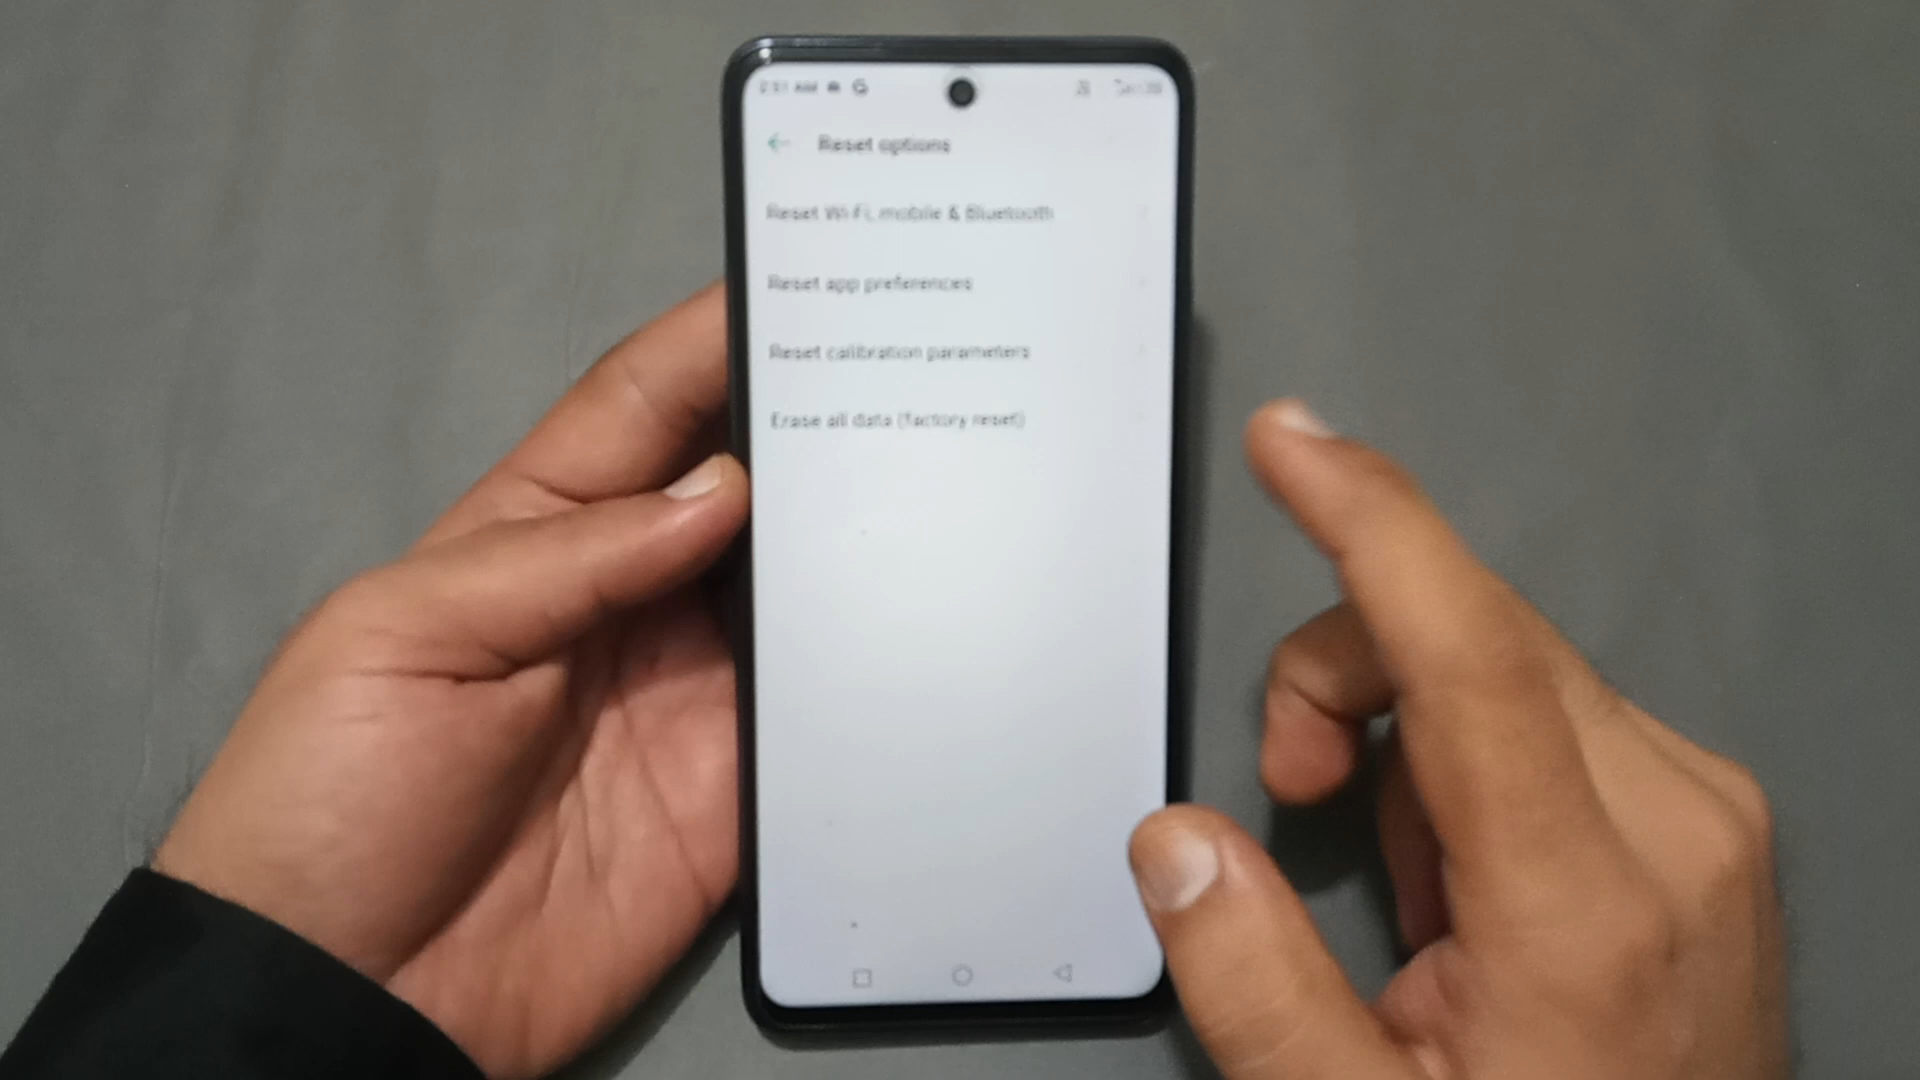 Reset options
Reset Wi-Fi, mobile & Bluetooth
Reset app preferences
Reset calibration parameters
Erase all data (factory reset)